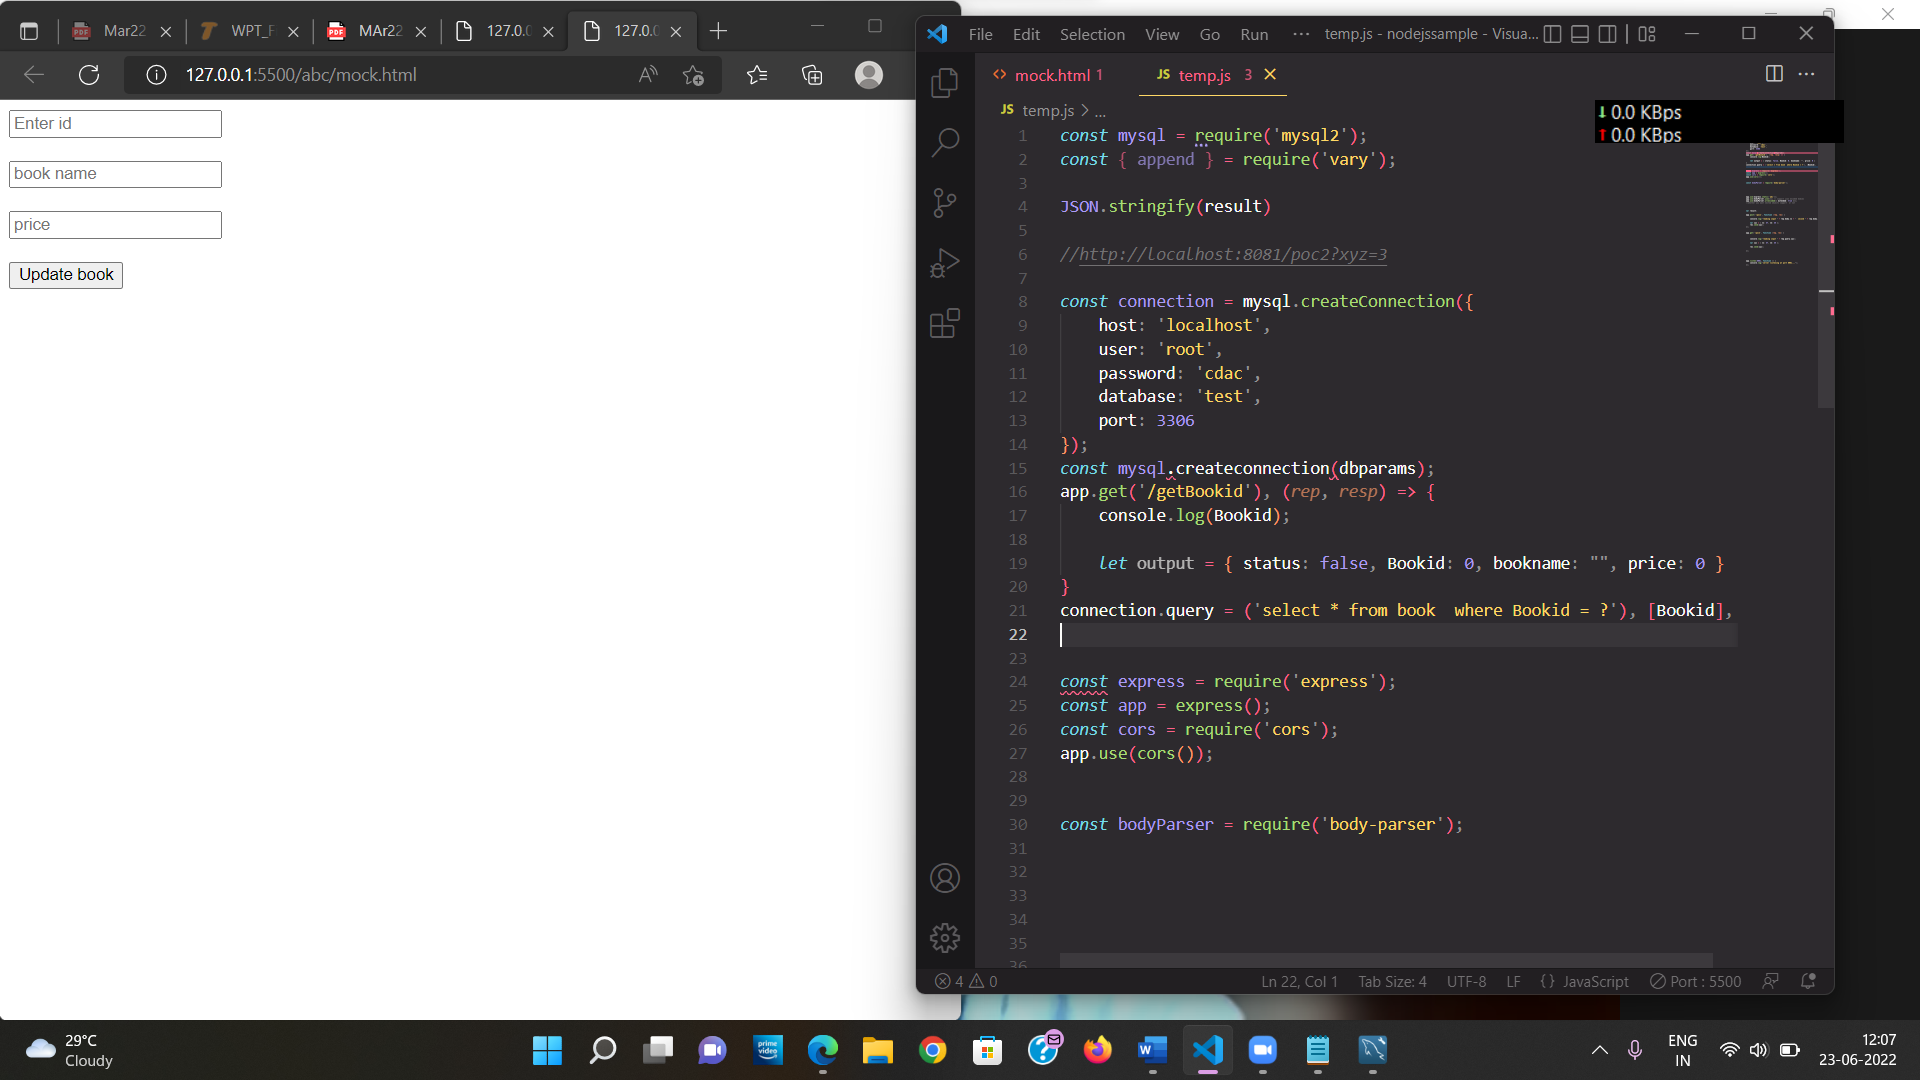 Mar22
WPT_F
MAr22
127.0.0
127.0.0
127.0.0.1:5500/abc/mock.html
Enter id
book name
price
Update book
File Edit Selection View Go Run ··· temp.js - nodejssample - Visua...
mock.html 1
JS temp.js 3
JS temp.js > ...
↓ 0.0 KBps
↑ 0.0 KBps
1 const mysql = require('mysql2');
2 const { append } = require('vary');
3
4 JSON.stringify(result)
5
6 //http://localhost:8081/poc2?xyz=3
7
8 const connection = mysql.createConnection({
9 host: 'localhost',
10 user: 'root',
11 password: 'cdac',
12 database: 'test',
13 port: 3306
14 });
15 const mysql.createconnection(dbparams);
16 app.get('/getBookid'), (rep, resp) => {
17 console.log(Bookid);
18
19 let output = { status: false, Bookid: 0, bookname: "", price: 0 }
20 }
21 connection.query = ('select * from book  where Bookid = ?'), [Bookid],
22
23
24 const express = require('express');
25 const app = express();
26 const cors = require('cors');
27 app.use(cors());
28
29
30 const bodyParser = require('body-parser');
31
32
33
34
35
36
4 0
Ln 22, Col 1 Tab Size: 4 UTF-8 LF {} JavaScript Port : 5500
29°C
Cloudy
prime
video
ENG
IN
12:07
23-06-2022